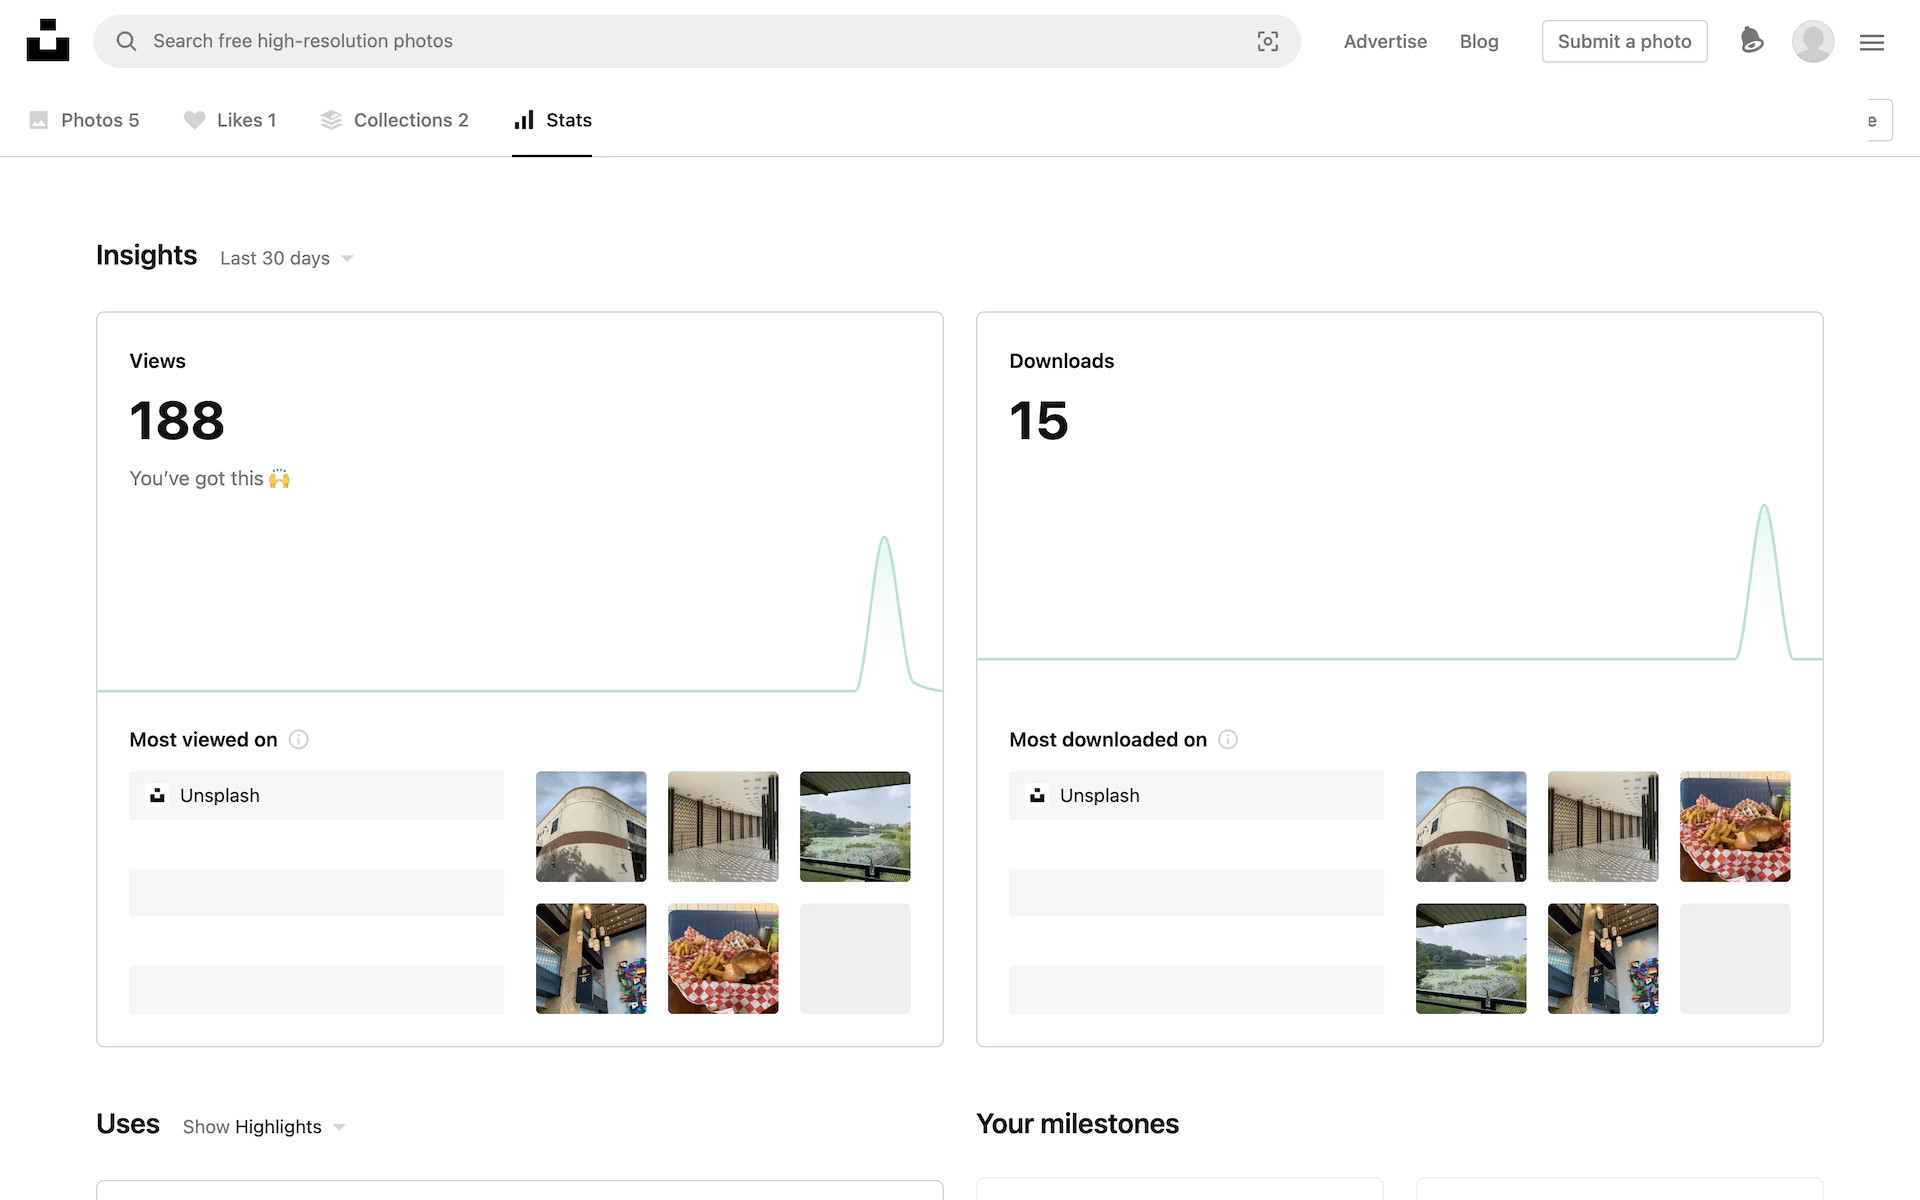 Search free high-resolution photos
Advertise
Blog
Submit a photo
Photos 5
Likes 1
Collections 2
Stats
e
Insights
Last 30 days
Views
188
You’ve got this 🙌
Most viewed on
Unsplash
Downloads
15
Most downloaded on
Unsplash
Uses
Show Highlights
Your milestones